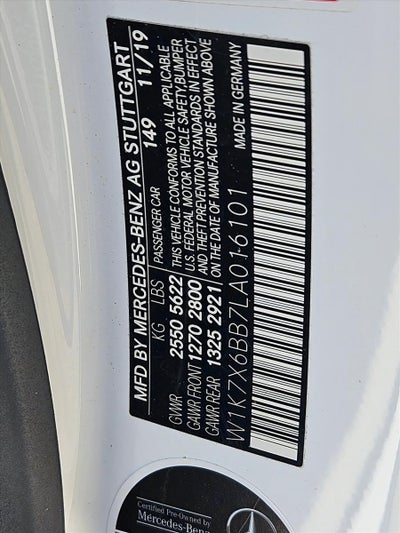 MFD BY MERCEDES-BENZ AG STUTTGART
149 11/19
KG LBS PASSENGER CAR
GVWR 2550 5622
GAWR FRONT 1270 2800
GAWR REAR 1325 2921
THIS VEHICLE CONFORMS TO ALL APPLICABLE
U.S. FEDERAL MOTOR VEHICLE SAFETY,BUMPER
AND THEFT PREVENTION STANDARDS IN EFFECT
ON THE DATE OF MANUFACTURE SHOWN ABOVE
W1K7X6BB7LA016101 MADE IN GERMANY
Certified Pre-Owned by
Mercedes-Benz